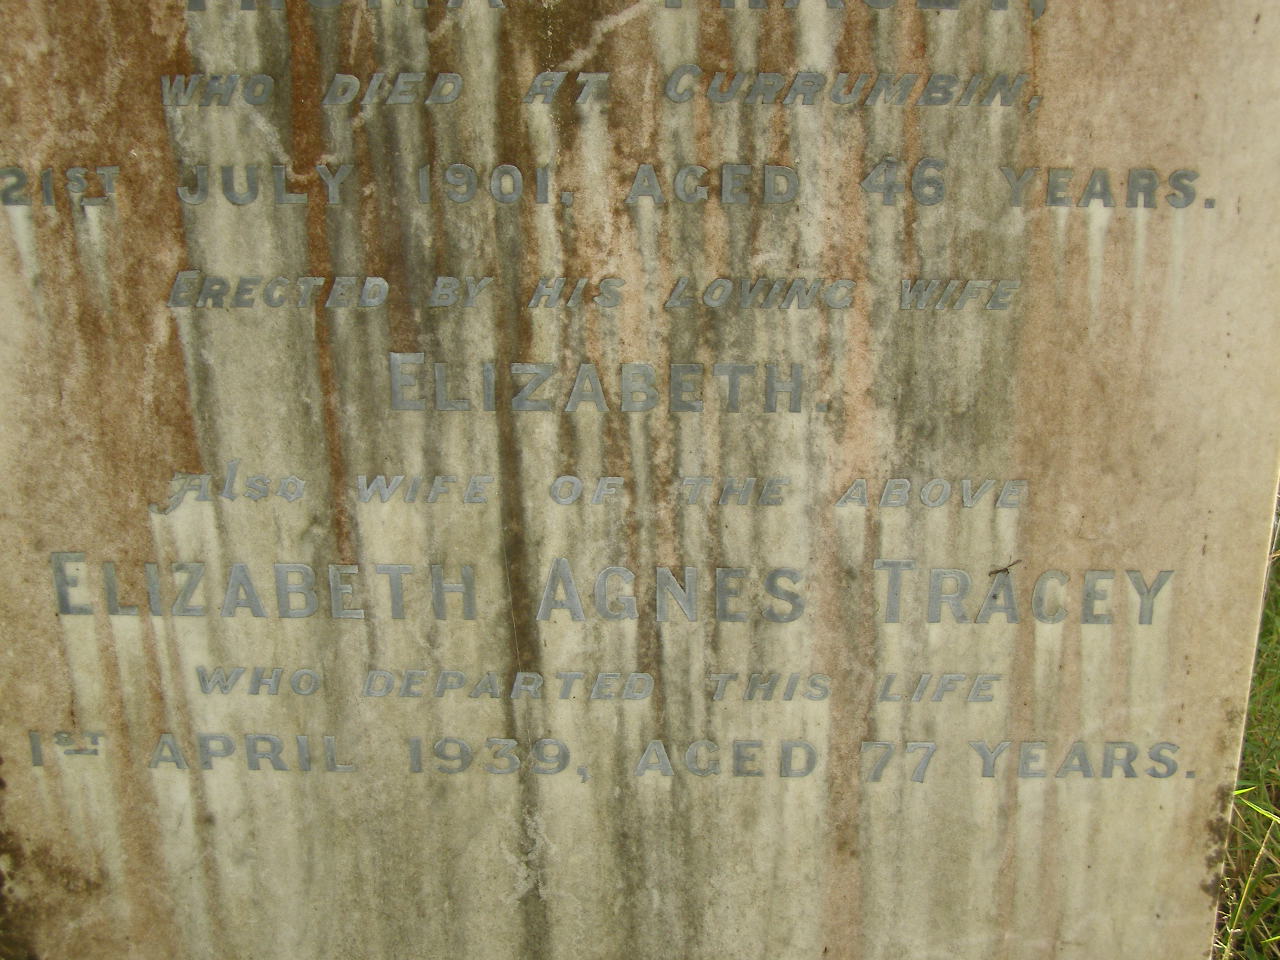 WHO DIED AT CURRUMBIN,
21ST JULY 1901, AGED 46 YEARS.
ERECTED BY HIS LOVING WIFE
ELIZABETH.
Also WIFE OF THE ABOVE
ELIZABETH AGNES TRACEY
WHO DEPARTED THIS LIFE
1ST APRIL 1939, AGED 77 YEARS.